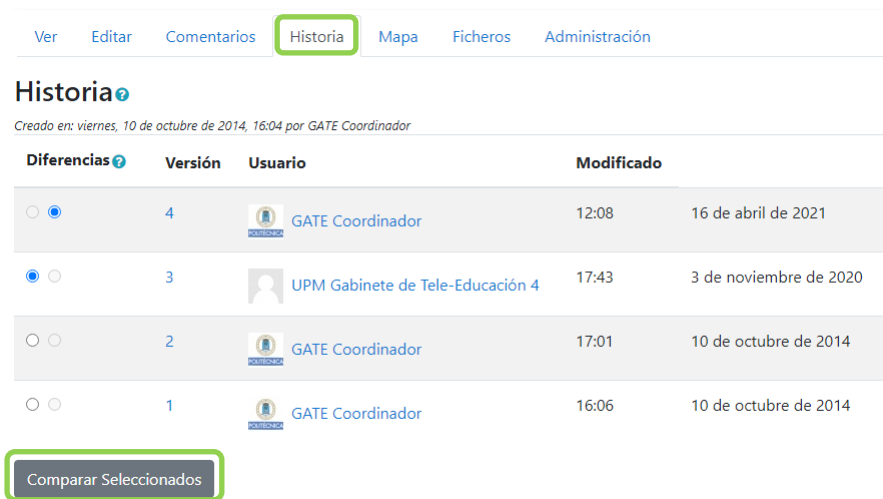 Ver Editar Comentarios Historia Mapa Ficheros Administración
Historia
Creado en: viernes, 10 de octubre de 2014, 16:04 por GATE Coordinador
Diferencias Versión Usuario Modificado
4 GATE Coordinador 12:08 16 de abril de 2021
3 UPM Gabinete de Tele-Educación 4 17:43 3 de noviembre de 2020
2 GATE Coordinador 17:01 10 de octubre de 2014
1 GATE Coordinador 16:06 10 de octubre de 2014
Comparar Seleccionados